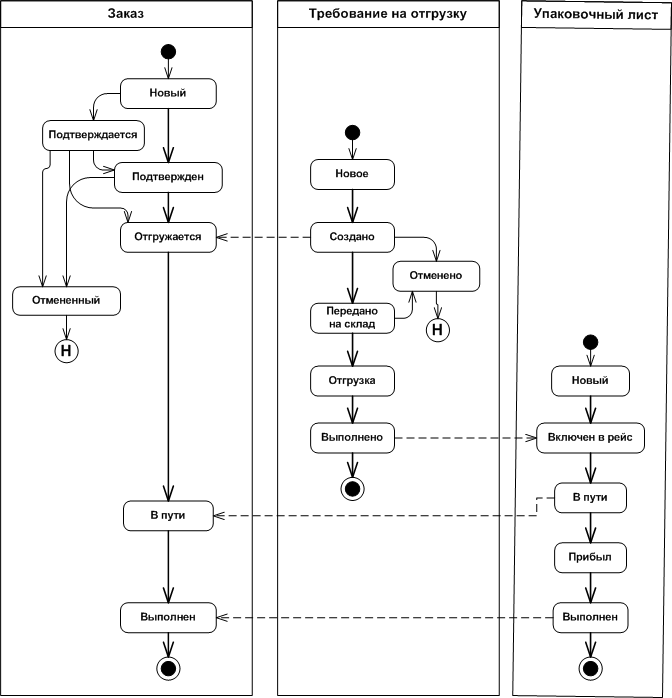 Заказ
Новый
Подтверждается
Подтвержден
Отгружается
Отмененный
H
В пути
Выполнен
Требование на отгрузку
Новое
Создано
Отменено
Передано
на склад
H
Отгрузка
Выполнено
Упаковочный лист
Новый
Включен в рейс
В пути
Прибыл
Выполнен